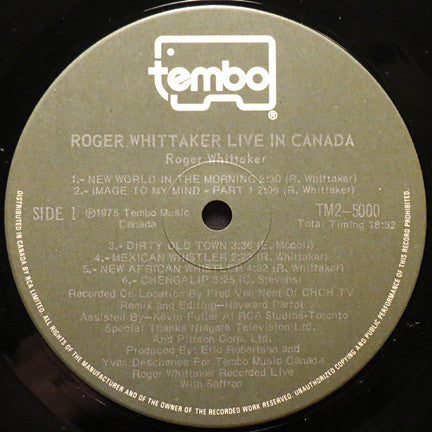 tembo
®
ROGER WHITTAKER LIVE IN CANADA
Roger Whittaker
1.- NEW WORLD IN THE MORNING 2:30 (R. Whittaker)
2.- IMAGE TO MY MIND - PART 1 2:06 (R. Whittaker)
SIDE 1 ℗1975 Tembo Music Canada
TM2-5000
Total Timing 18:32
3.- DIRTY OLD TOWN 3:36 (E. Mccoll)
4.- MEXICAN WHISTLER (R. Whittaker)
5.- NEW AFRICAN WHISTLER (R. Whittaker)
6.- CHENGALIP 3:25 (C. Stevens)
Recorded On Location By Fred Van Nest Of CHCH TV
Remix and Editing-Hayward Parrot
Assisted By-Kevin Fuller At RCA Studios-Toronto
Special Thanks Niagara Television Ltd.
And Pittson Corp. Ltd.
Produced By: Eric Robertson and
Yvan Descheries For Tembo Music Canada
Roger Whittaker Recorded Live
With Saffron
DISTRIBUTED IN CANADA BY RCA LIMITED. ALL RIGHTS OF THE MANUFACTURER AND OF THE OWNER OF THE RECORDED WORK RESERVED. UNAUTHORIZED COPYING AND PUBLIC PERFORMANCE OF THIS RECORD PROHIBITED.